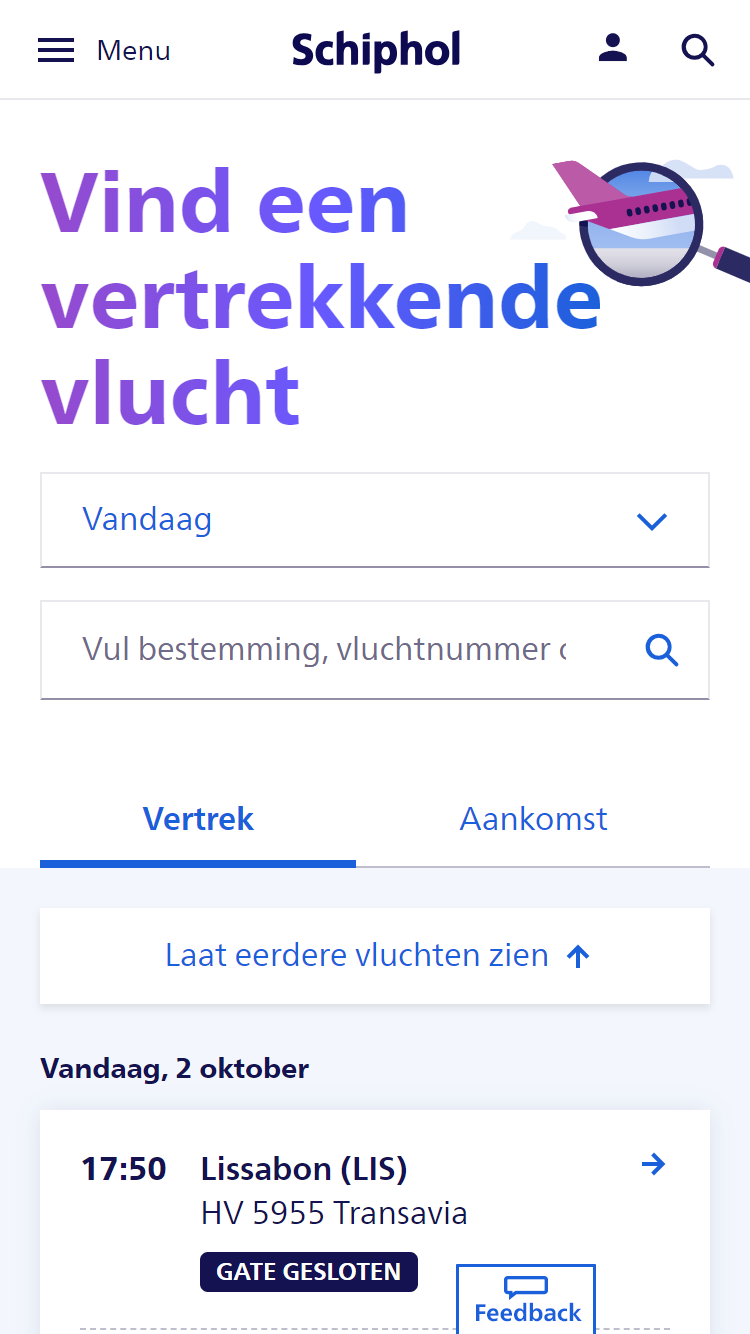 Menu
Schiphol
Vind een
vertrekkende
vlucht
Vandaag
Vul bestemming, vluchtnummer
Vertrek
Aankomst
Laat eerdere vluchten zien
Vandaag, 2 oktober
17:50 Lissabon (LIS)
HV 5955 Transavia
GATE GESLOTEN
Feedback